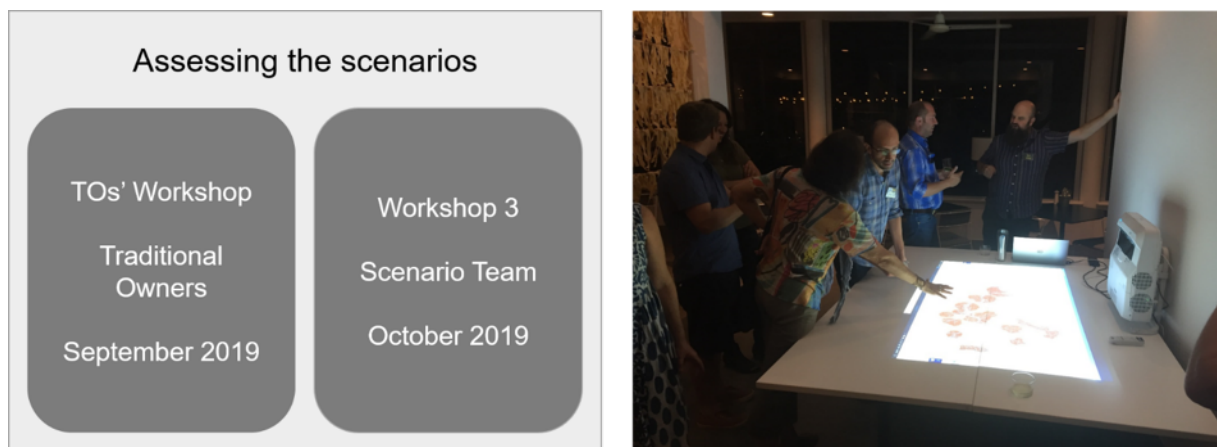 Assessing the scenarios
TOs’ Workshop
Traditional
Owners
September 2019
Workshop 3
Scenario Team
October 2019